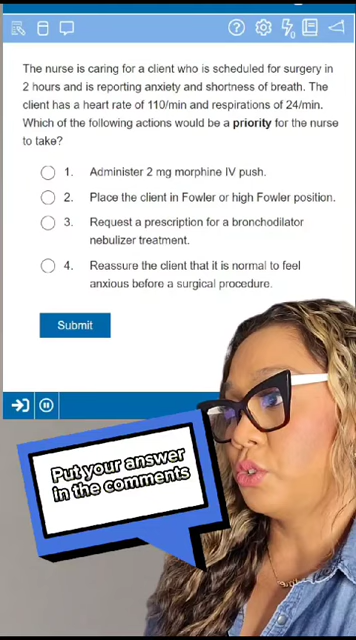 The nurse is caring for a client who is scheduled for surgery in
2 hours and is reporting anxiety and shortness of breath. The
client has a heart rate of 110/min and respirations of 24/min.
Which of the following actions would be a priority for the nurse
to take?
1. Administer 2 mg morphine IV push.
2. Place the client in Fowler or high Fowler position.
3. Request a prescription for a bronchodilator
nebulizer treatment.
4. Reassure the client that it is normal to feel
anxious before a surgical procedure.
Submit
Put your answer
in the comments